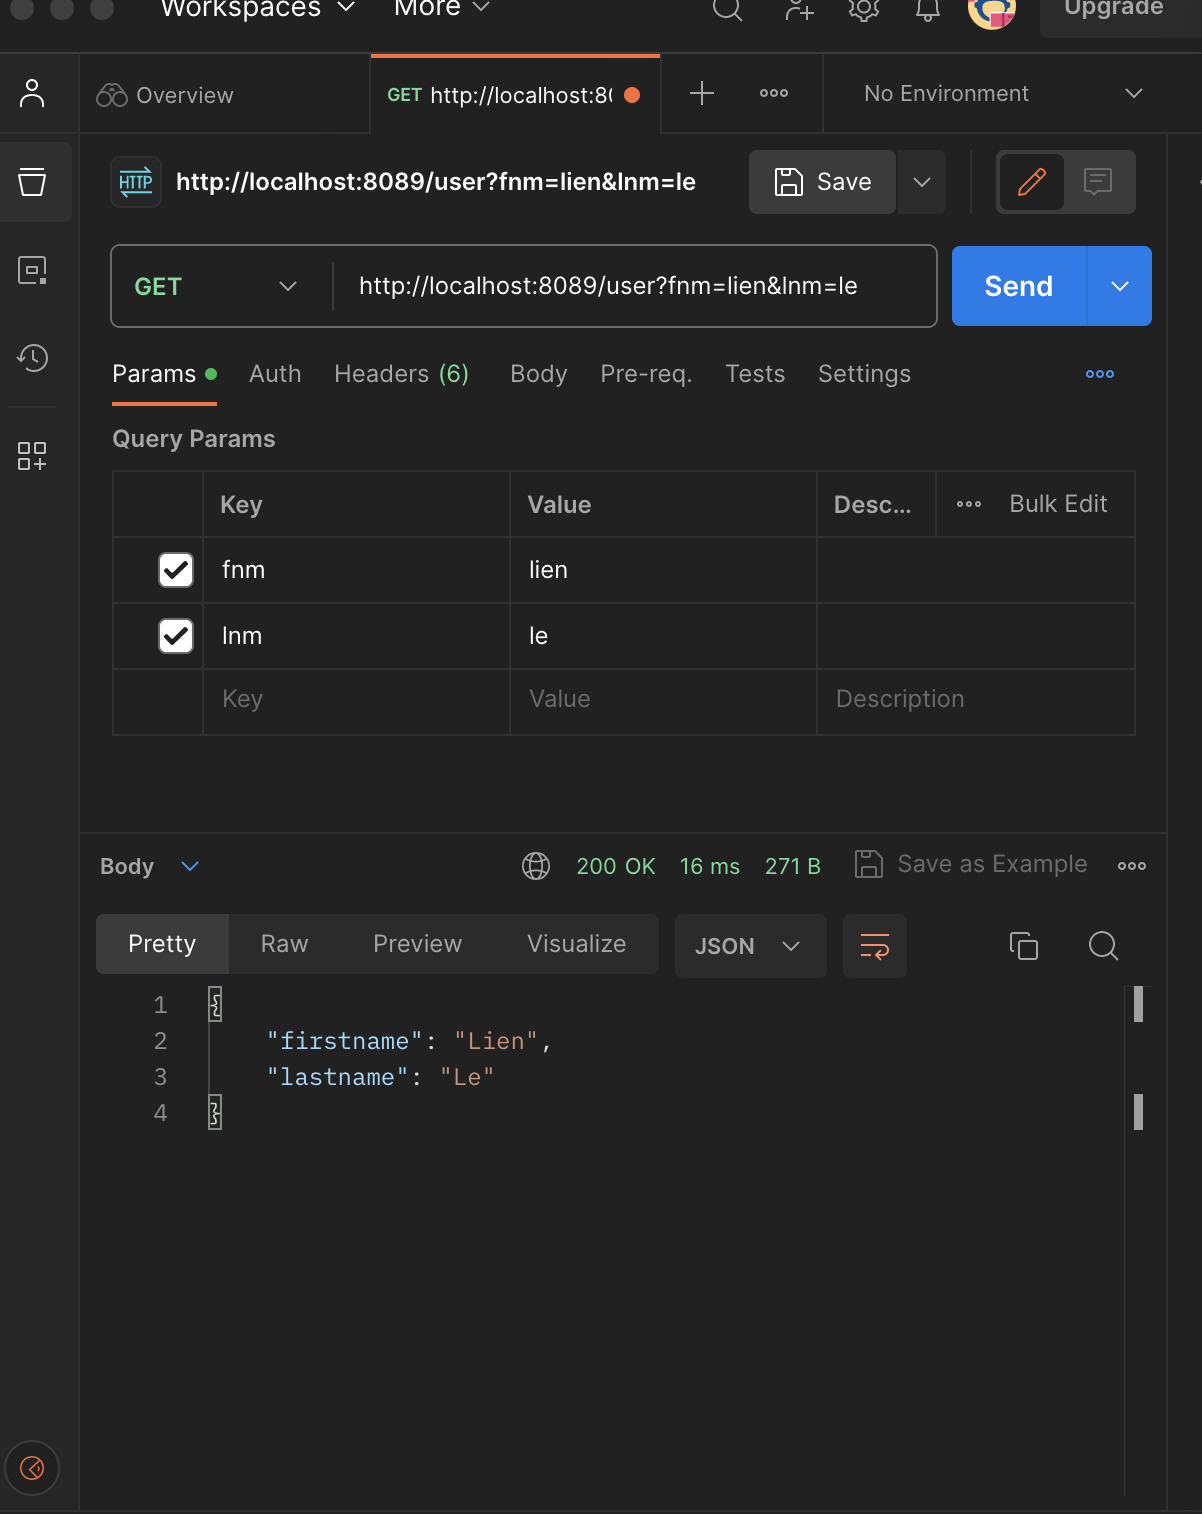 Workspaces More Upgrade
Overview GET http://localhost:8 No Environment
HTTP http://localhost:8089/user?fnm=lien&lnm=le Save
GET http://localhost:8089/user?fnm=lien&lnm=le Send
Params Auth Headers (6) Body Pre-req. Tests Settings
Query Params
Key Value Desc... Bulk Edit
fnm lien
lnm le
Key Value Description
Body 200 OK 16 ms 271 B Save as Example
Pretty Raw Preview Visualize JSON
1 {
2 "firstname": "Lien",
3 "lastname": "Le"
4 }